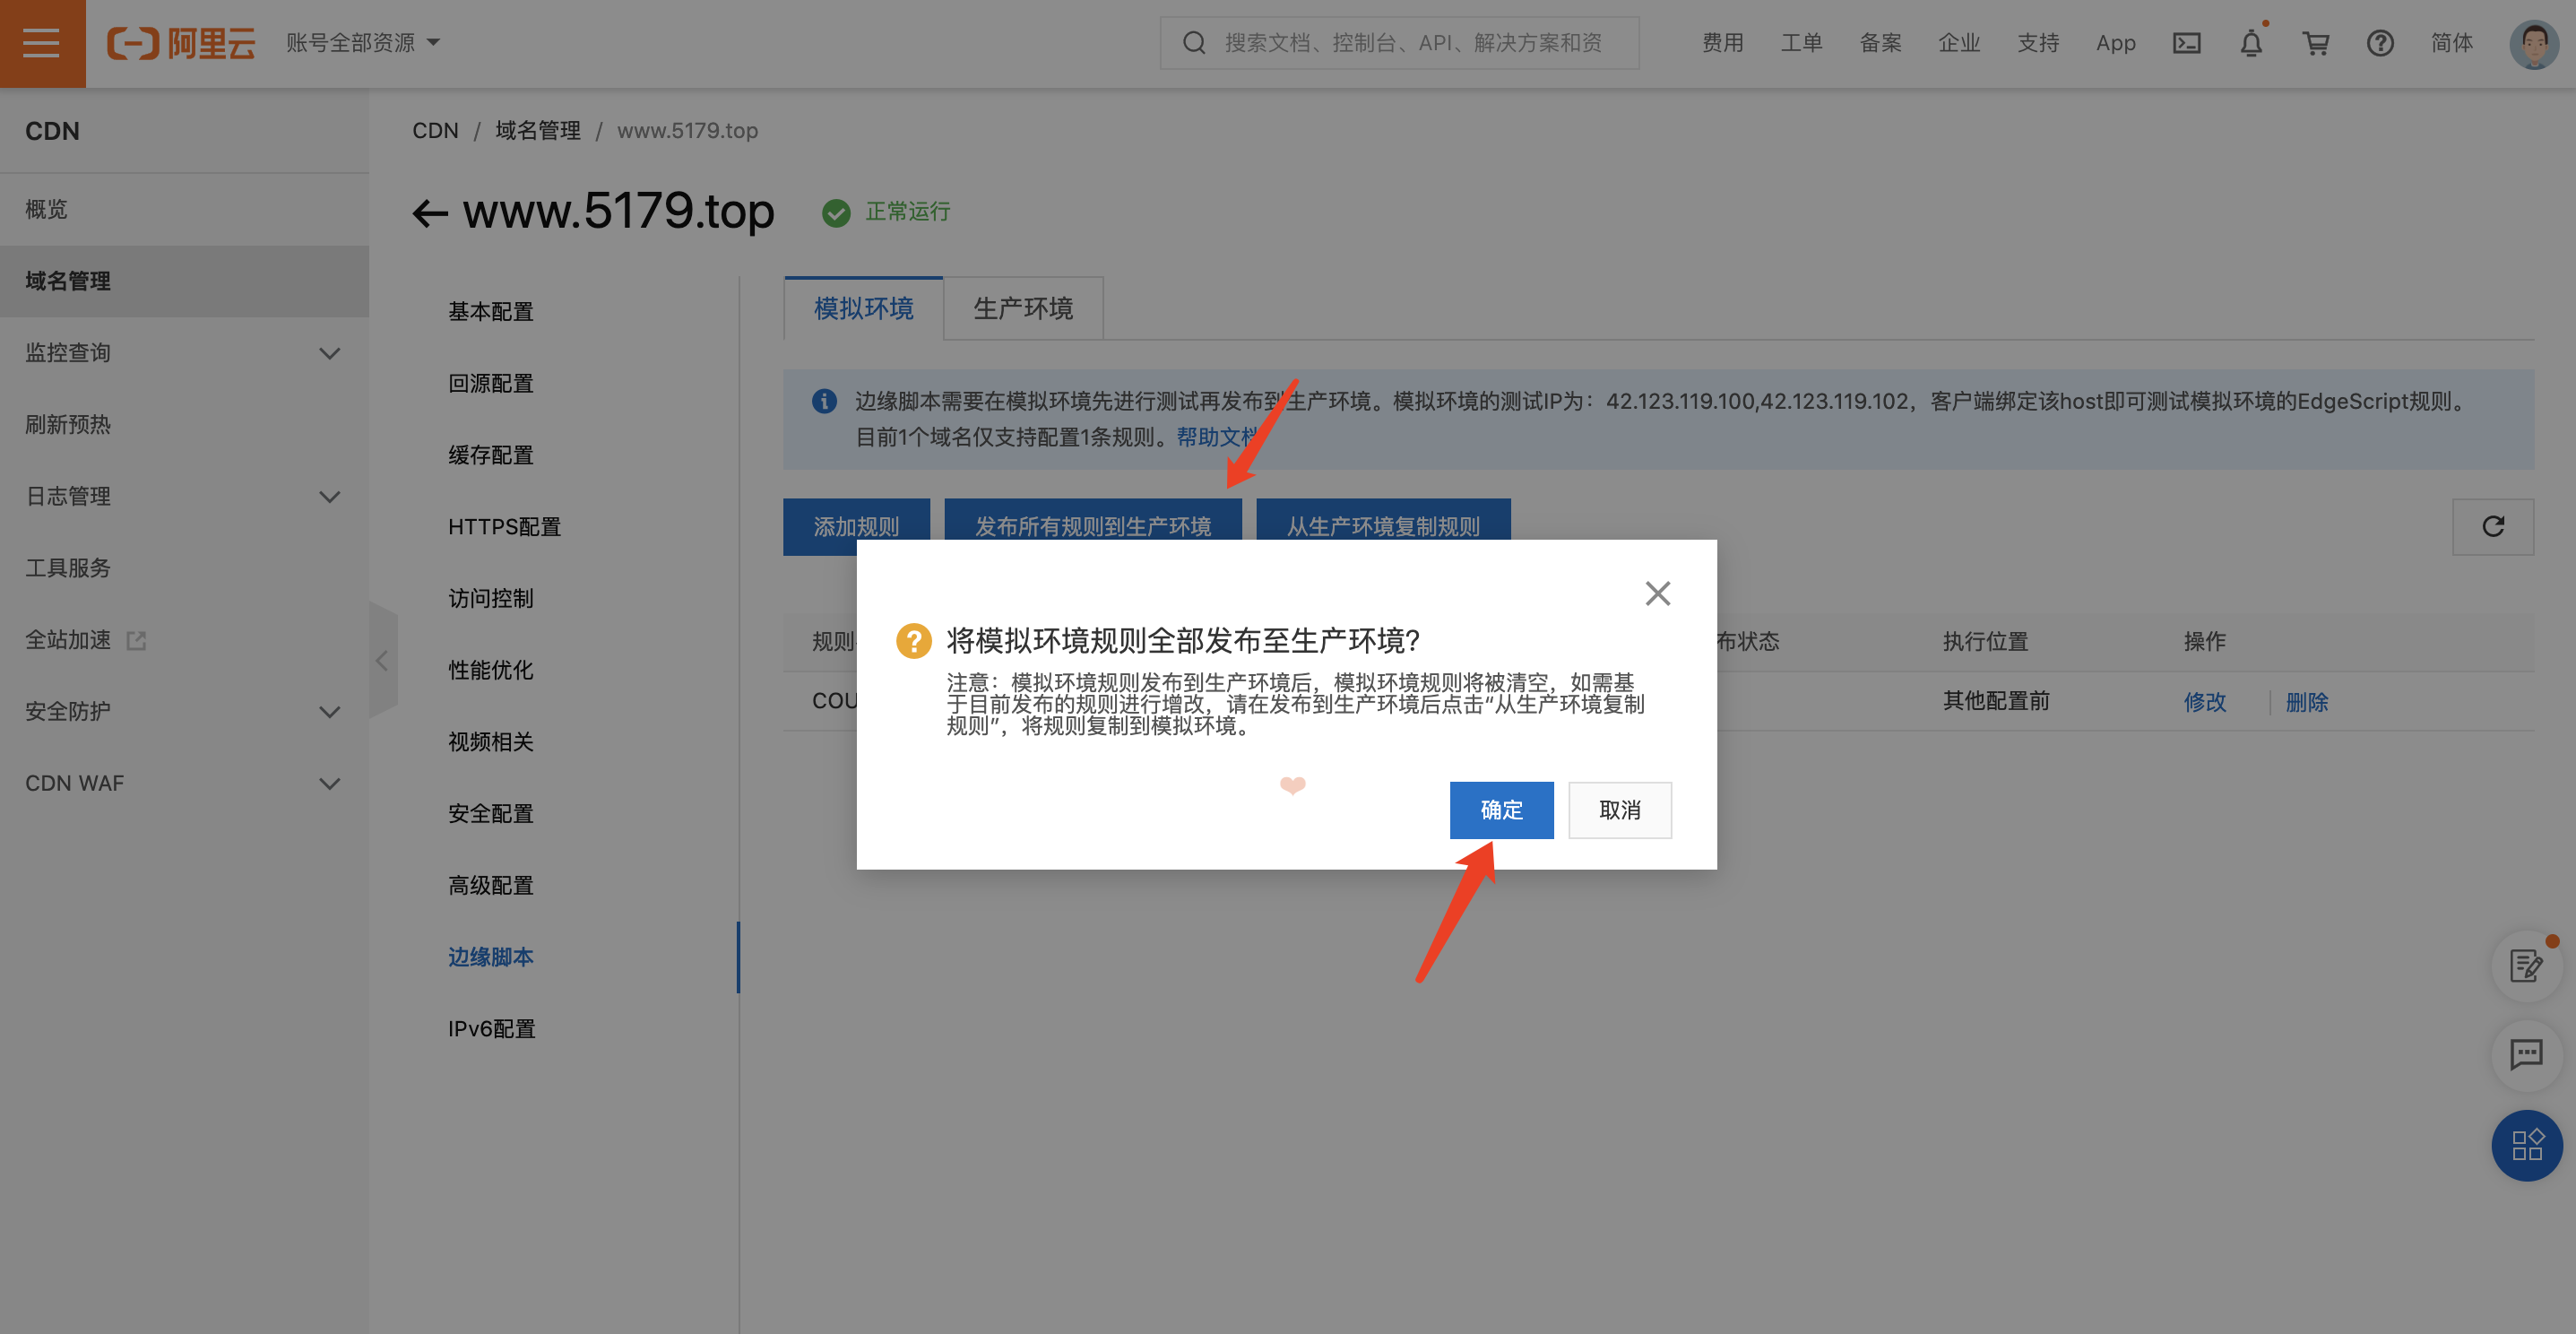 阿里云
账号全部资源
搜索文档、控制台、API、解决方案和资
费用
工单
备案
企业
支持
App
简体
CDN
概览
域名管理
监控查询
刷新预热
日志管理
工具服务
全站加速
安全防护
CDN WAF
CDN / 域名管理 / www.5179.top
www.5179.top
正常运行
基本配置
回源配置
缓存配置
HTTPS配置
访问控制
性能优化
视频相关
安全配置
高级配置
边缘脚本
IPv6配置
模拟环境
生产环境
边缘脚本需要在模拟环境先进行测试再发布到生产环境。模拟环境的测试IP为：42.123.119.100,42.123.119.102，客户端绑定该host即可测试模拟环境的EdgeScript规则。
目前1个域名仅支持配置1条规则。帮助文档
添加规则
发布所有规则到生产环境
从生产环境复制规则
规则
布状态
执行位置
操作
COU
其他配置前
修改
删除
将模拟环境规则全部发布至生产环境?
注意：模拟环境规则发布到生产环境后，模拟环境规则将被清空，如需基
于目前发布的规则进行增改，请在发布到生产环境后点击“从生产环境复制
规则”，将规则复制到模拟环境。
确定
取消